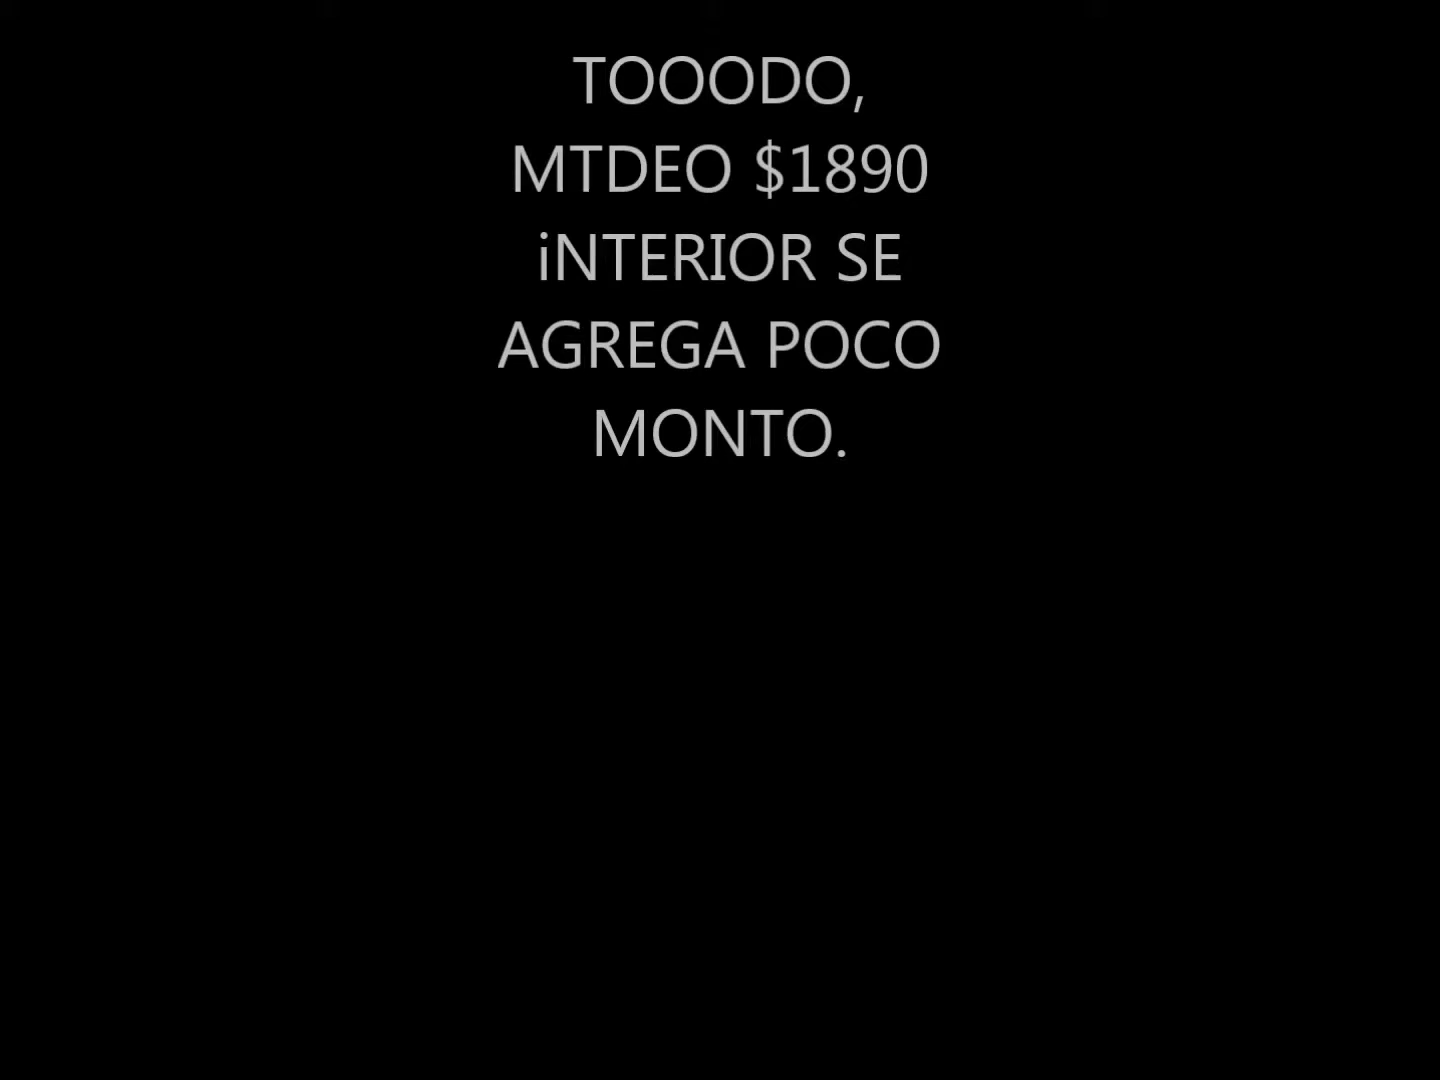 TOOODO,
MTDEO $1890
iNTERIOR SE
AGREGA POCO
MONTO.